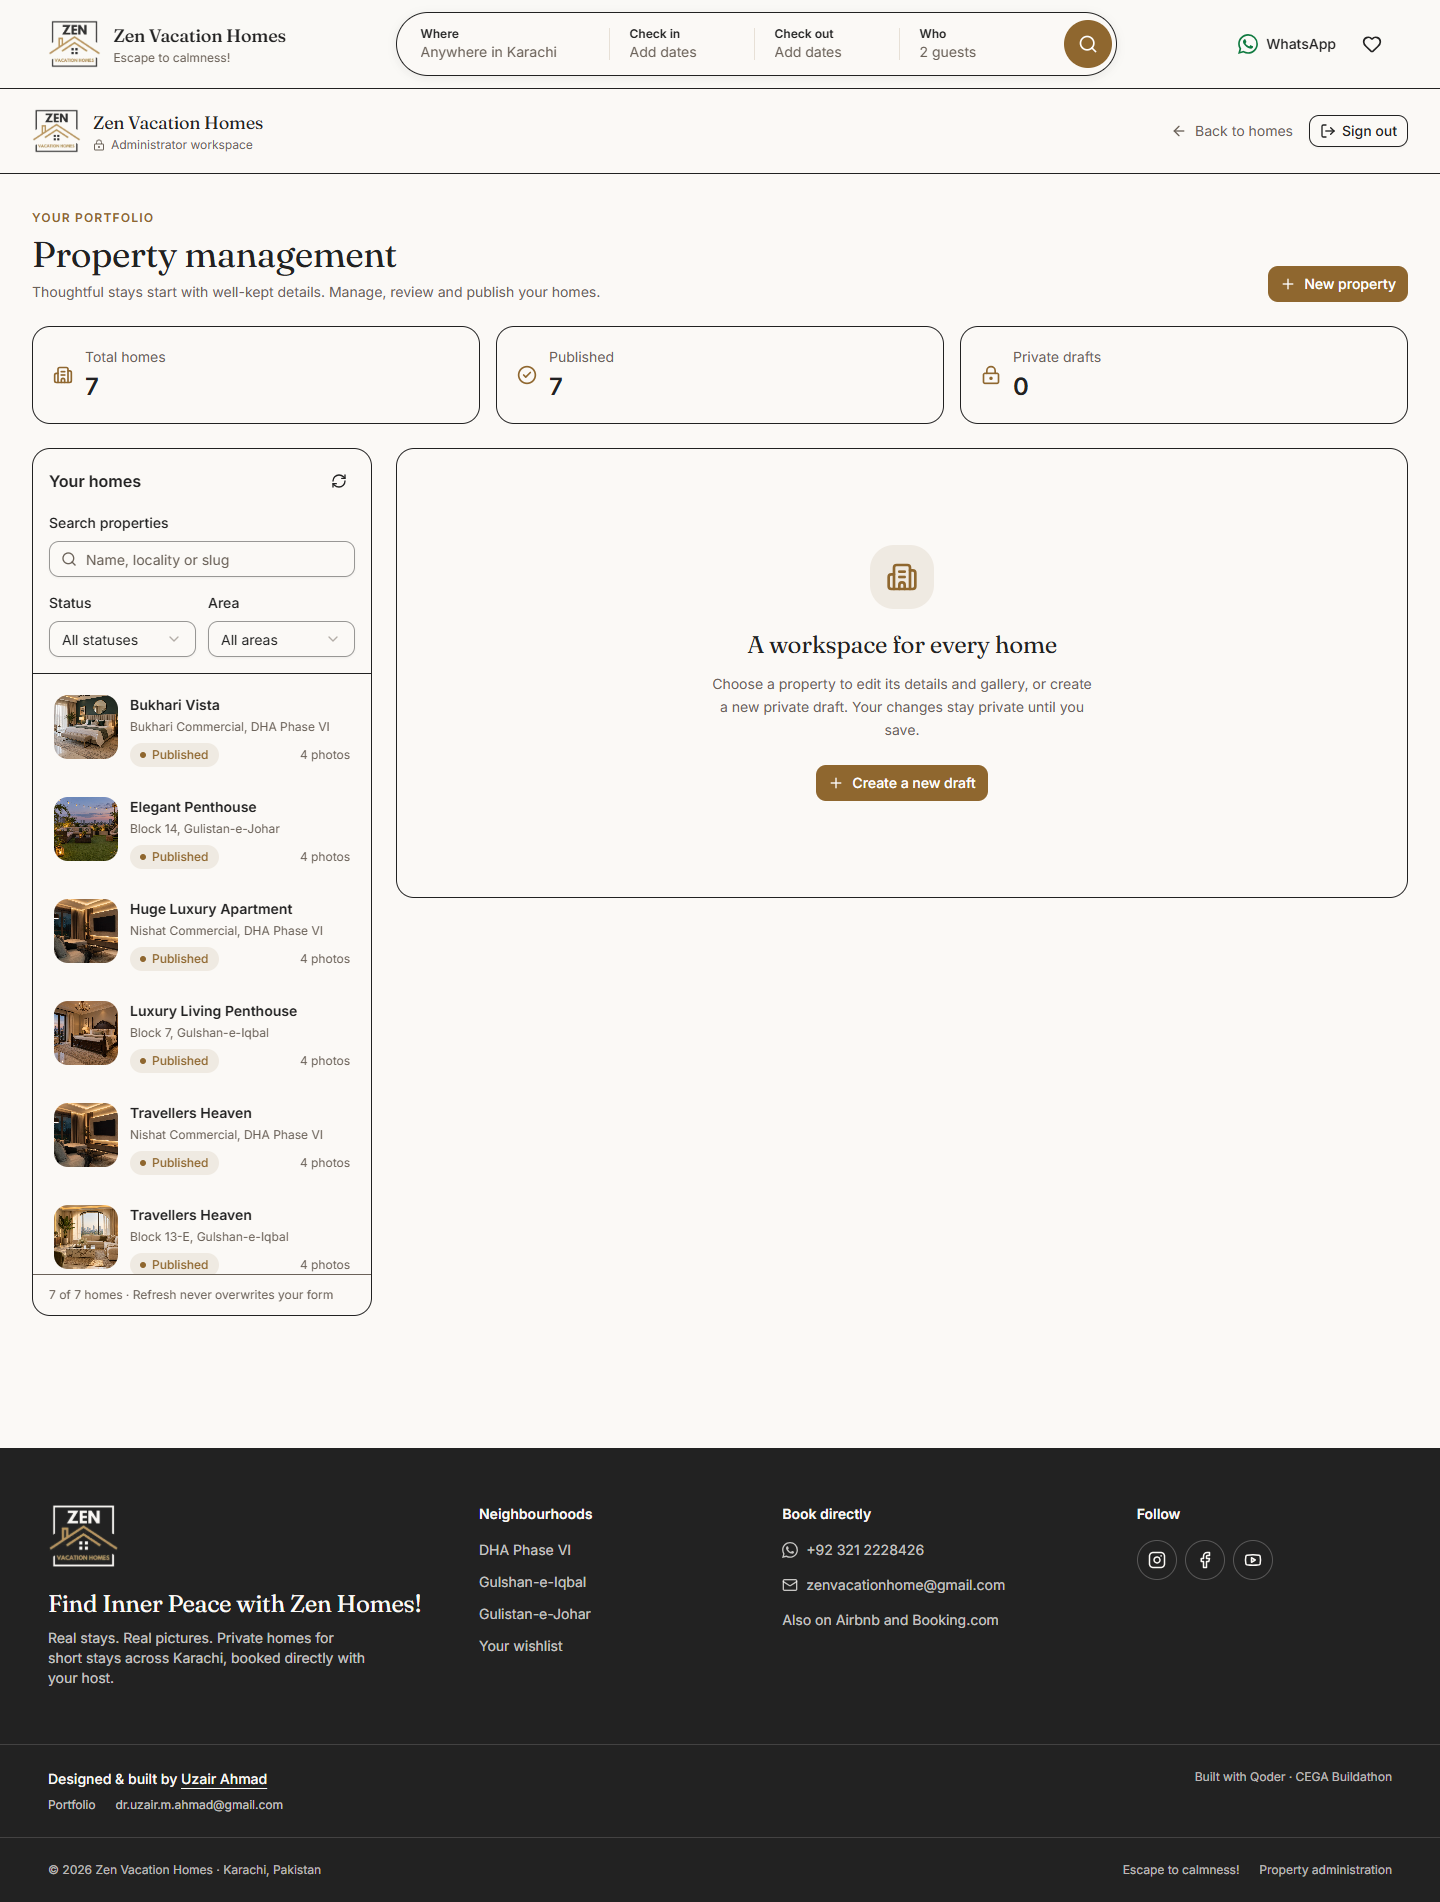 ZEN
VACATION HOMES
Zen Vacation Homes
Escape to calmness!
Where
Anywhere in Karachi
Check in
Add dates
Check out
Add dates
Who
2 guests
WhatsApp
ZEN
VACATION HOMES
Zen Vacation Homes
Administrator workspace
Back to homes
Sign out
YOUR PORTFOLIO
Property management
Thoughtful stays start with well-kept details. Manage, review and publish your homes.
New property
Total homes
7
Published
7
Private drafts
0
Your homes
Search properties
Name, locality or slug
Status
Area
All statuses
All areas
Bukhari Vista
Bukhari Commercial, DHA Phase VI
Published
4 photos
Elegant Penthouse
Block 14, Gulistan-e-Johar
Published
4 photos
Huge Luxury Apartment
Nishat Commercial, DHA Phase VI
Published
4 photos
Luxury Living Penthouse
Block 7, Gulshan-e-Iqbal
Published
4 photos
Travellers Heaven
Nishat Commercial, DHA Phase VI
Published
4 photos
Travellers Heaven
Block 13-E, Gulshan-e-Iqbal
Published
4 photos
7 of 7 homes · Refresh never overwrites your form
A workspace for every home
Choose a property to edit its details and gallery, or create
a new private draft. Your changes stay private until you
save.
Create a new draft
ZEN
VACATION HOMES
Find Inner Peace with Zen Homes!
Real stays. Real pictures. Private homes for
short stays across Karachi, booked directly with
your host.
Neighbourhoods
DHA Phase VI
Gulshan-e-Iqbal
Gulistan-e-Johar
Your wishlist
Book directly
+92 321 2228426
zenvacationhome@gmail.com
Also on Airbnb and Booking.com
Follow
Designed & built by Uzair Ahmad
Portfolio
dr.uzair.m.ahmad@gmail.com
Built with Qoder · CEGA Buildathon
© 2026 Zen Vacation Homes · Karachi, Pakistan
Escape to calmness!
Property administration